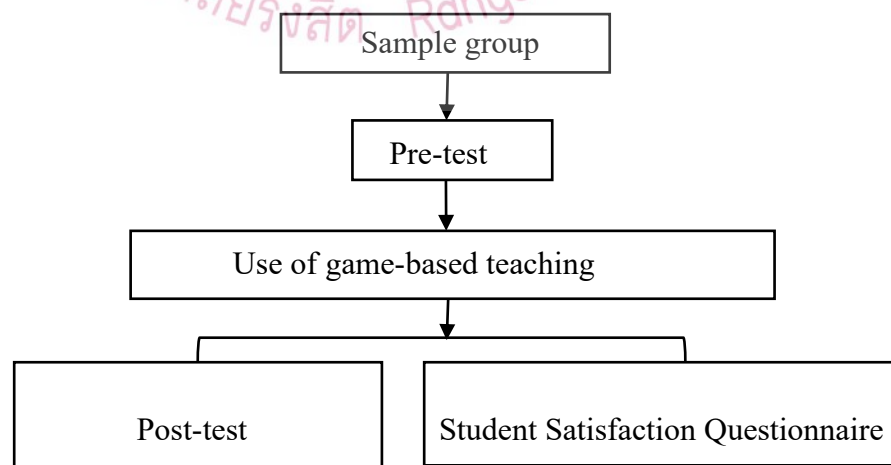 Sample group
Pre-test
Use of game-based teaching
Post-test
Student Satisfaction Questionnaire